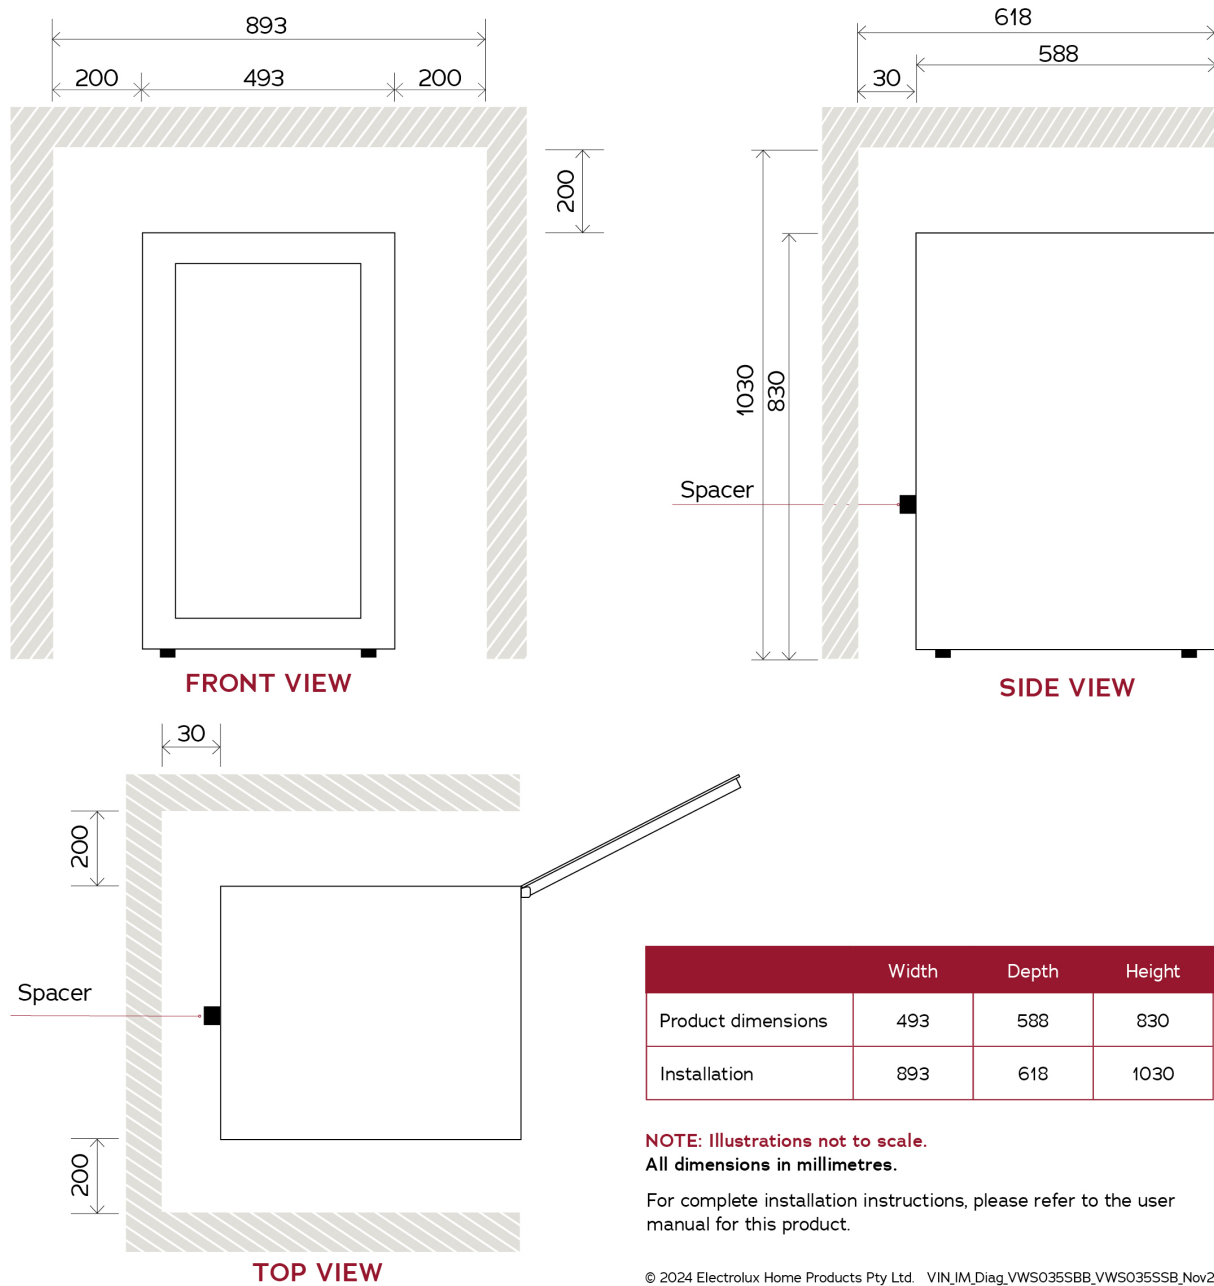 893
200 493 200
200
FRONT VIEW
618
588
30
1030
830
Spacer
SIDE VIEW
30
200
Spacer
200
TOP VIEW
Width Depth Height
Product dimensions 493 588 830
Installation 893 618 1030
NOTE: Illustrations not to scale.
All dimensions in millimetres.
For complete installation instructions, please refer to the user
manual for this product.
© 2024 Electrolux Home Products Pty Ltd. VIN_IM_Diag_VWS035SBB_VWS035SSB_Nov2